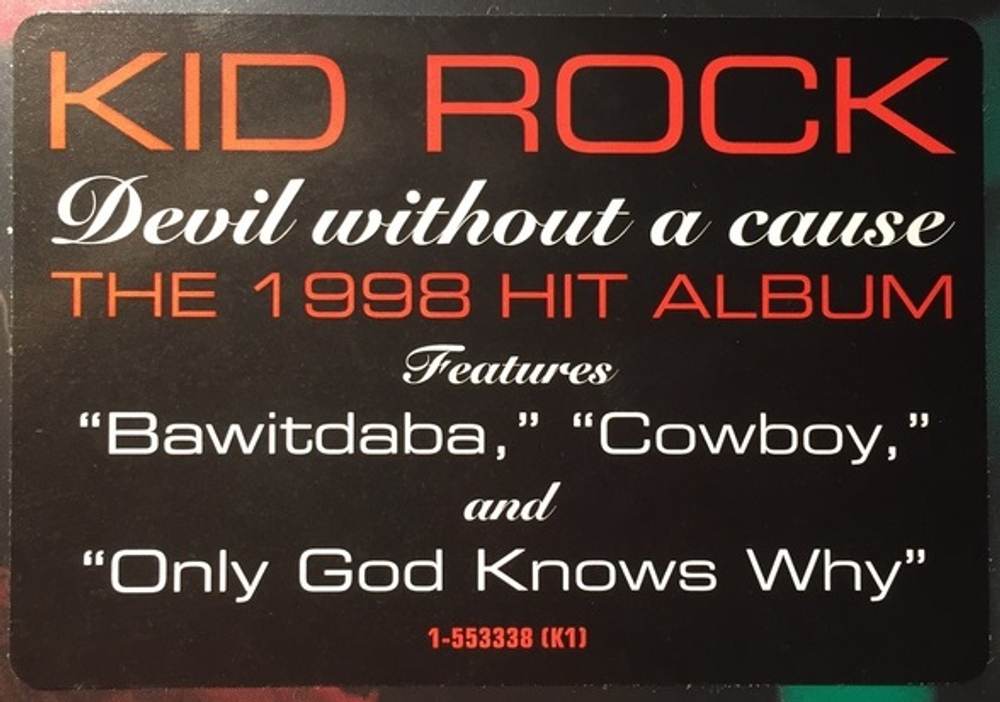 KID ROCK
Devil without a cause
THE 1998 HIT ALBUM
Features
“Bawitdaba,” “Cowboy,”
and
“Only God Knows Why”
1-553338 (K1)